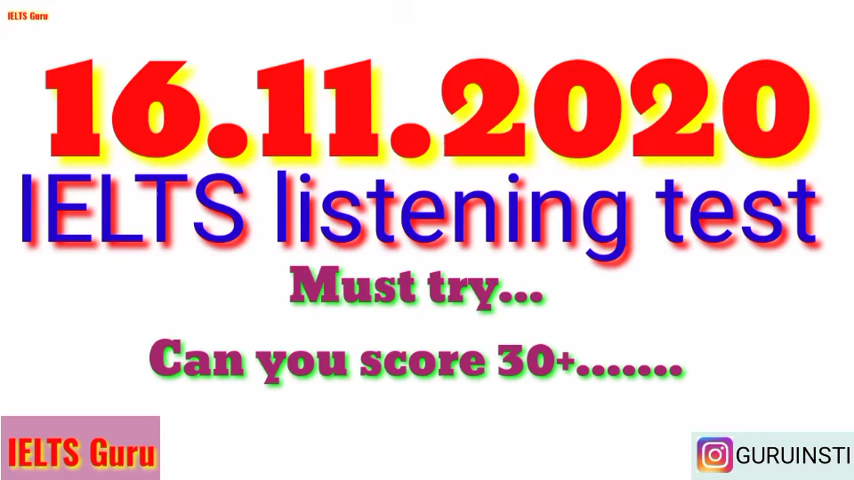 IELTS Guru
16.11.2020
IELTS listening test
Must try...
Can you score 30+.......
IELTS Guru
GURUINSTI